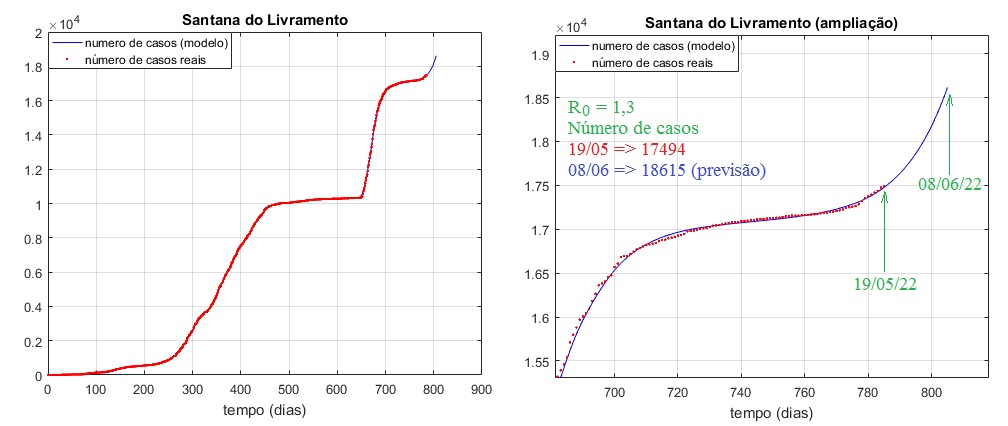 Santana do Livramento
×10⁴
numero de casos (modelo)
número de casos reais
2
1.8
1.6
1.4
1.2
1
0.8
0.6
0.4
0.2
0
0 100 200 300 400 500 600 700 800 900
tempo (dias)
Santana do Livramento (ampliação)
×10⁴
numero de casos (modelo)
número de casos reais
1.9
1.85
1.8
1.75
1.7
1.65
1.6
1.55
R₀ = 1,3
Número de casos
19/05 => 17494
08/06 => 18615 (previsão)
08/06/22
19/05/22
700 720 740 760 780 800
tempo (dias)